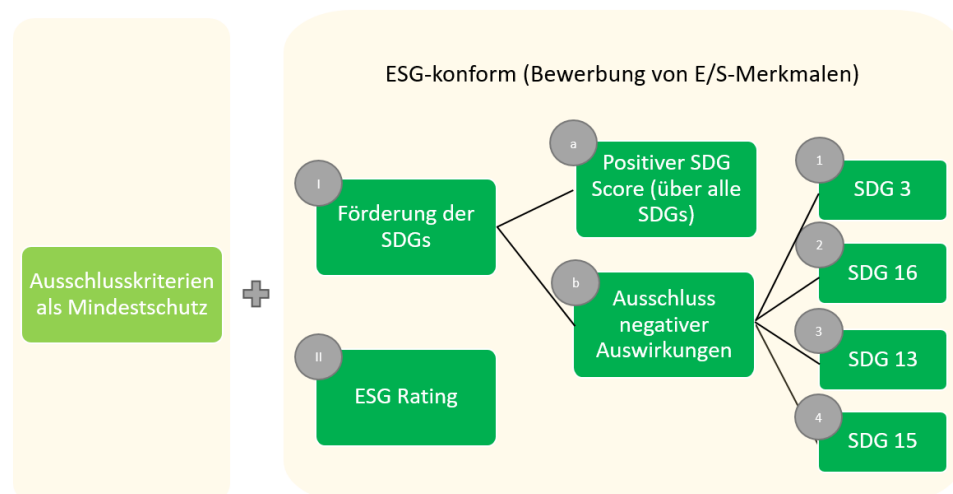 ESG-konform (Bewerbung von E/S-Merkmalen)
Ausschlusskriterien
als Mindestschutz
I
Förderung der
SDGs
II
ESG Rating
a
Positiver SDG
Score (über alle
SDGs)
b
Ausschluss
negativer
Auswirkungen
1
SDG 3
2
SDG 16
3
SDG 13
4
SDG 15